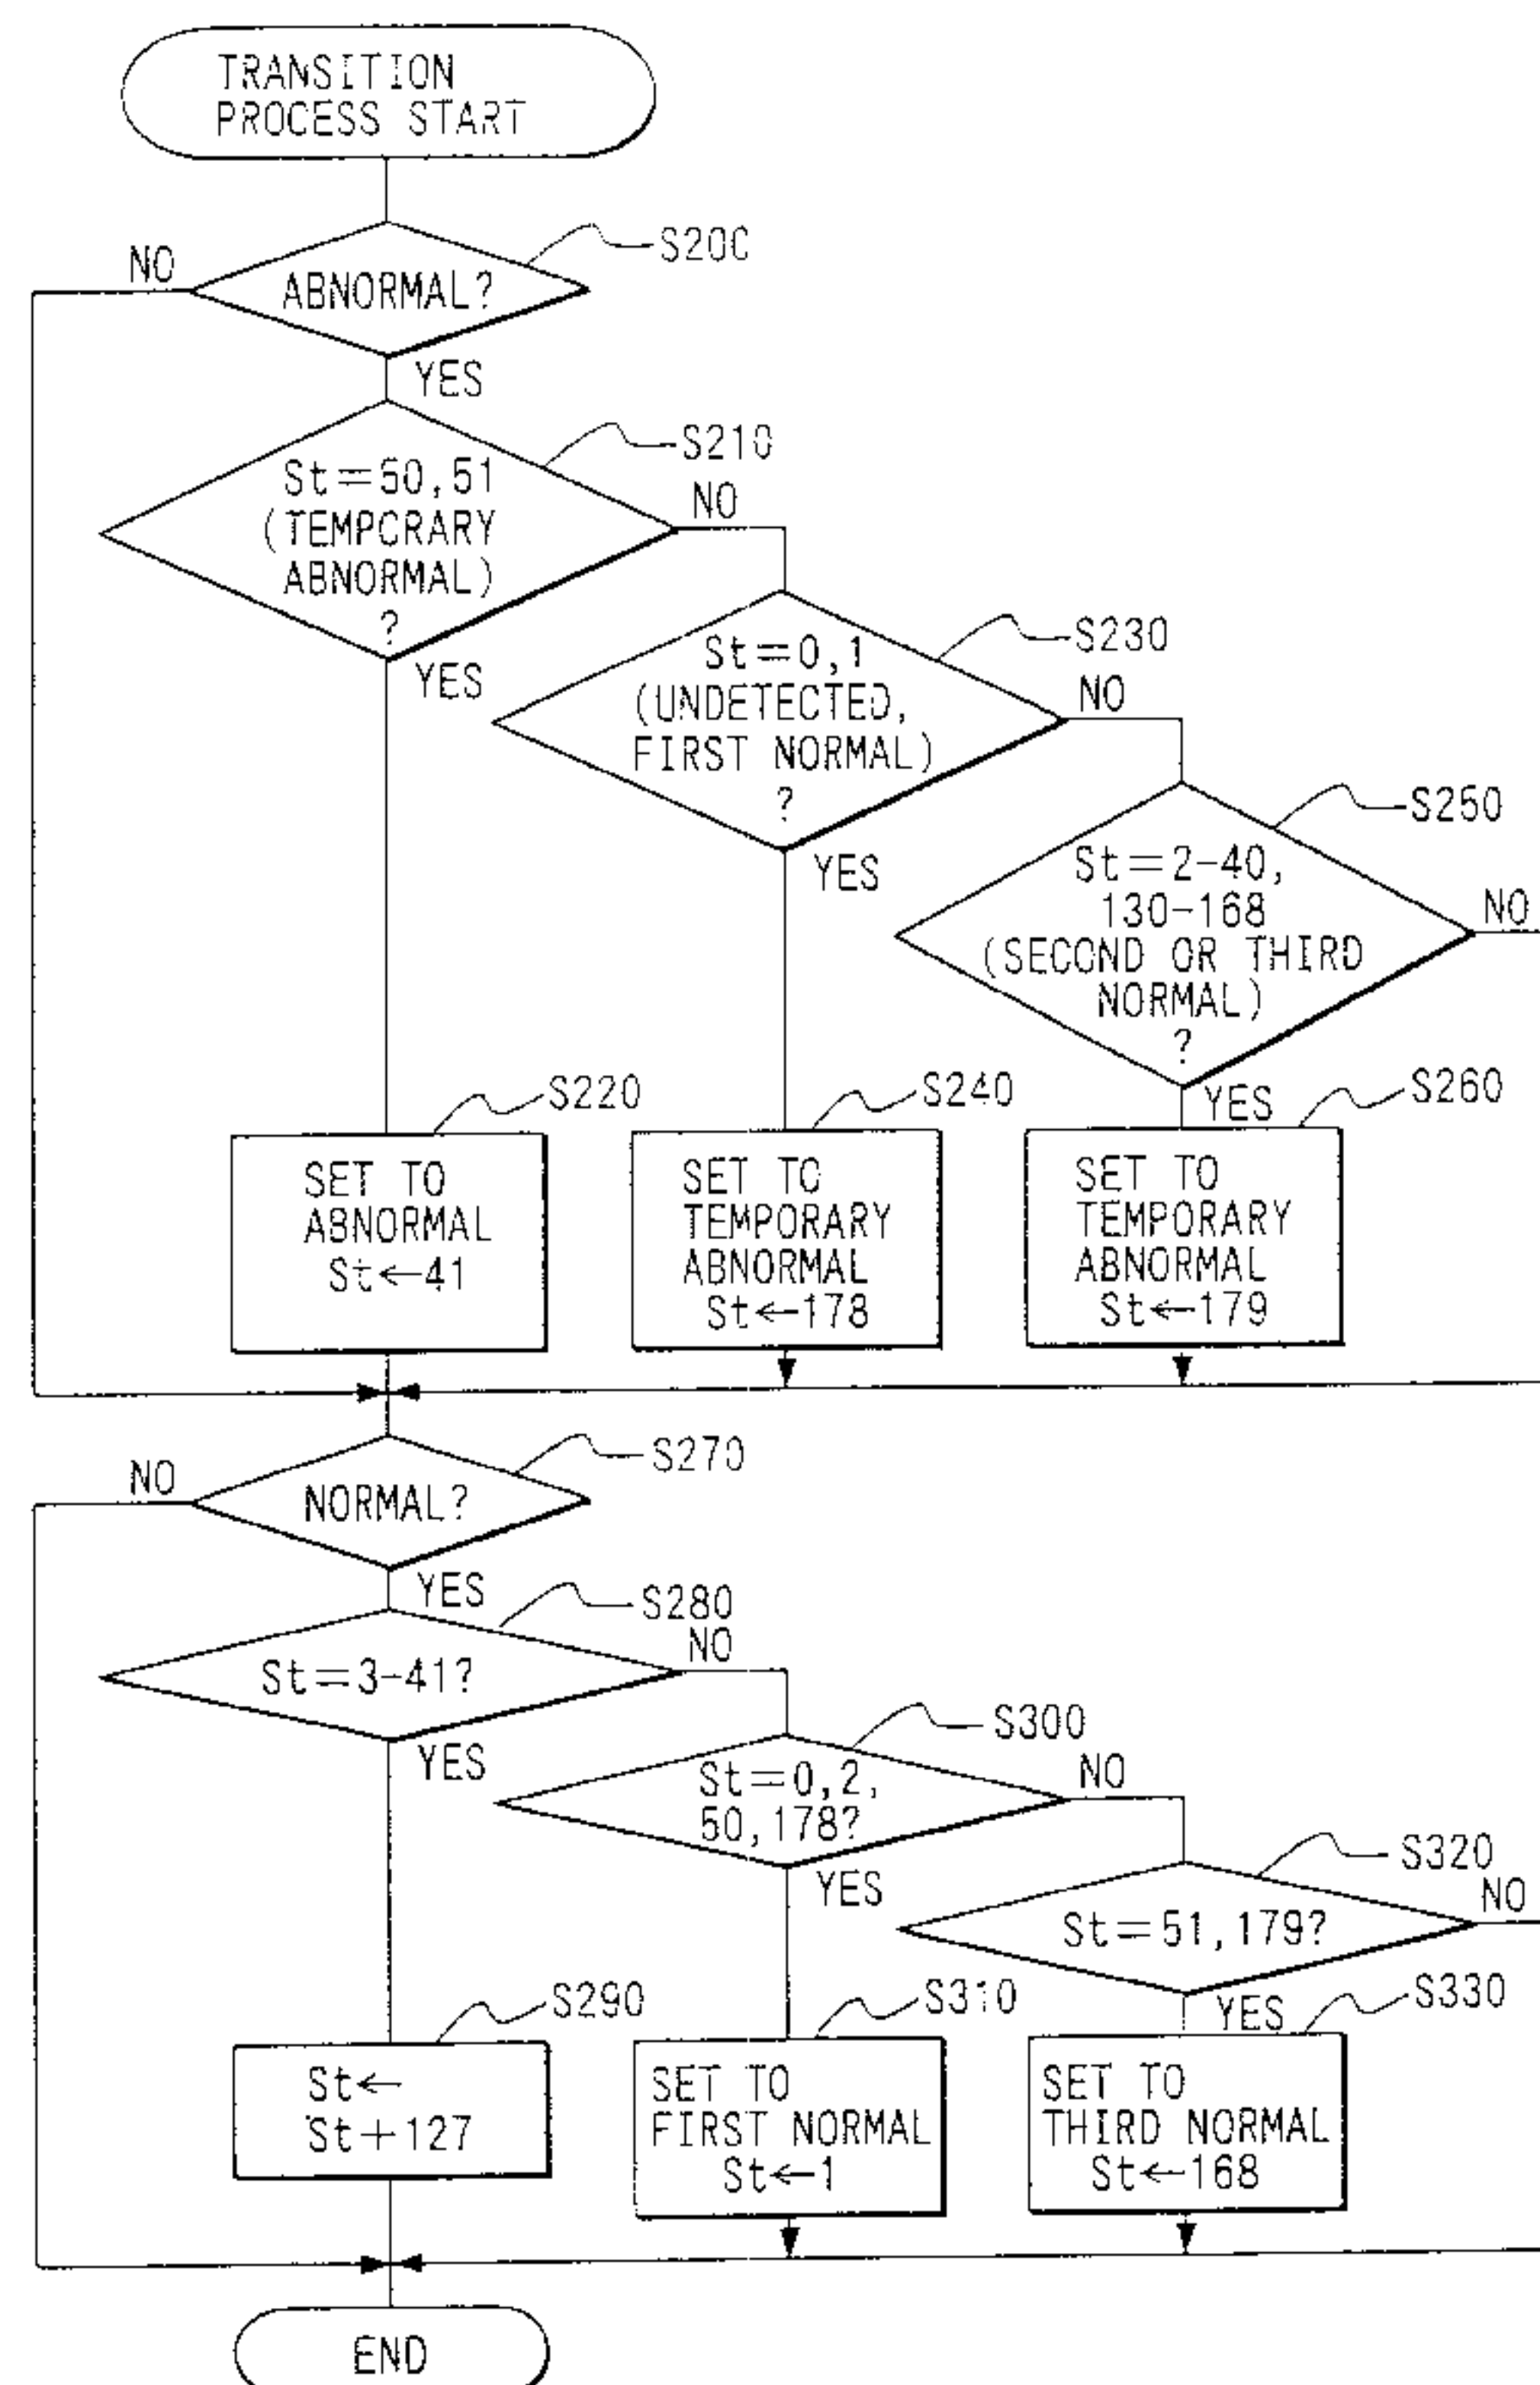 TRANSITION
PROCESS START
S200
NO
ABNORMAL?
YES
S210
St=50,51
(TEMPORARY
ABNORMAL)
?
NO
YES
S230
St=0,1
(UNDETECTED,
FIRST NORMAL)
?
NO
YES
S250
St=2-40,
130-168
(SECOND OR THIRD
NORMAL)
?
NO
YES
S220
SET TO
ABNORMAL
St←41
S240
SET TO
TEMPORARY
ABNORMAL
St←178
S260
SET TO
TEMPORARY
ABNORMAL
St←179
S270
NO
NORMAL?
YES
S280
St=3-41?
NO
YES
S300
St=0,2,
50,178?
NO
YES
S320
St=51,179?
NO
YES
S290
St←
St+127
S310
SET TO
FIRST NORMAL
St←1
S330
SET TO
THIRD NORMAL
St←168
END